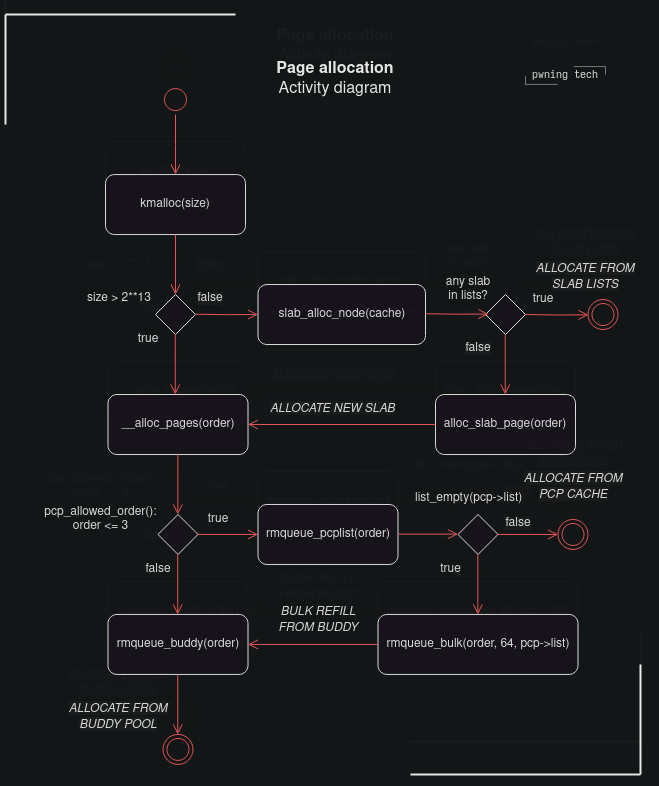 Page allocation
Activity diagram
pwning tech
kmalloc(size)
size > 2**13
false
true
slab_alloc_node(cache)
any slab
in lists?
true
false
ALLOCATE FROM
SLAB LISTS
__alloc_pages(order)
ALLOCATE NEW SLAB
alloc_slab_page(order)
pcp_allowed_order():
order <= 3
true
false
rmqueue_pcplist(order)
list_empty(pcp->list)
false
true
ALLOCATE FROM
PCP CACHE
rmqueue_buddy(order)
BULK REFILL
FROM BUDDY
rmqueue_bulk(order, 64, pcp->list)
ALLOCATE FROM
BUDDY POOL